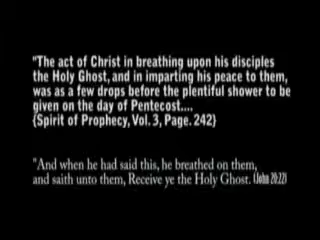 "The act of Christ in breathing upon his disciples
the Holy Ghost, and in imparting his peace to them,
was as a few drops before the plentiful shower to be
given on the day of Pentecost....
{Spirit of Prophecy, Vol. 3, Page. 242}
"And when he had said this, he breathed on them,
and saith unto them, Receive ye the Holy Ghost. (John 20:22)